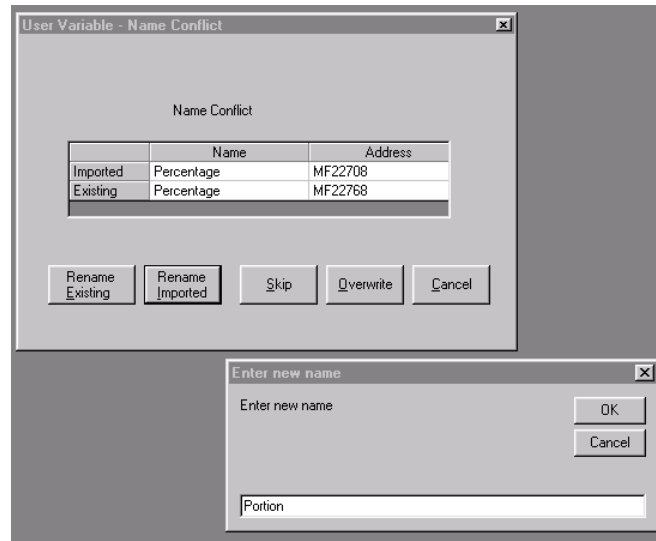 User Variable - Name Conflict
Name Conflict
Name Address
Imported Percentage MF22708
Existing Percentage MF22768
Rename Existing
Rename Imported
Skip
Overwrite
Cancel
Enter new name
Enter new name
OK
Cancel
Portion